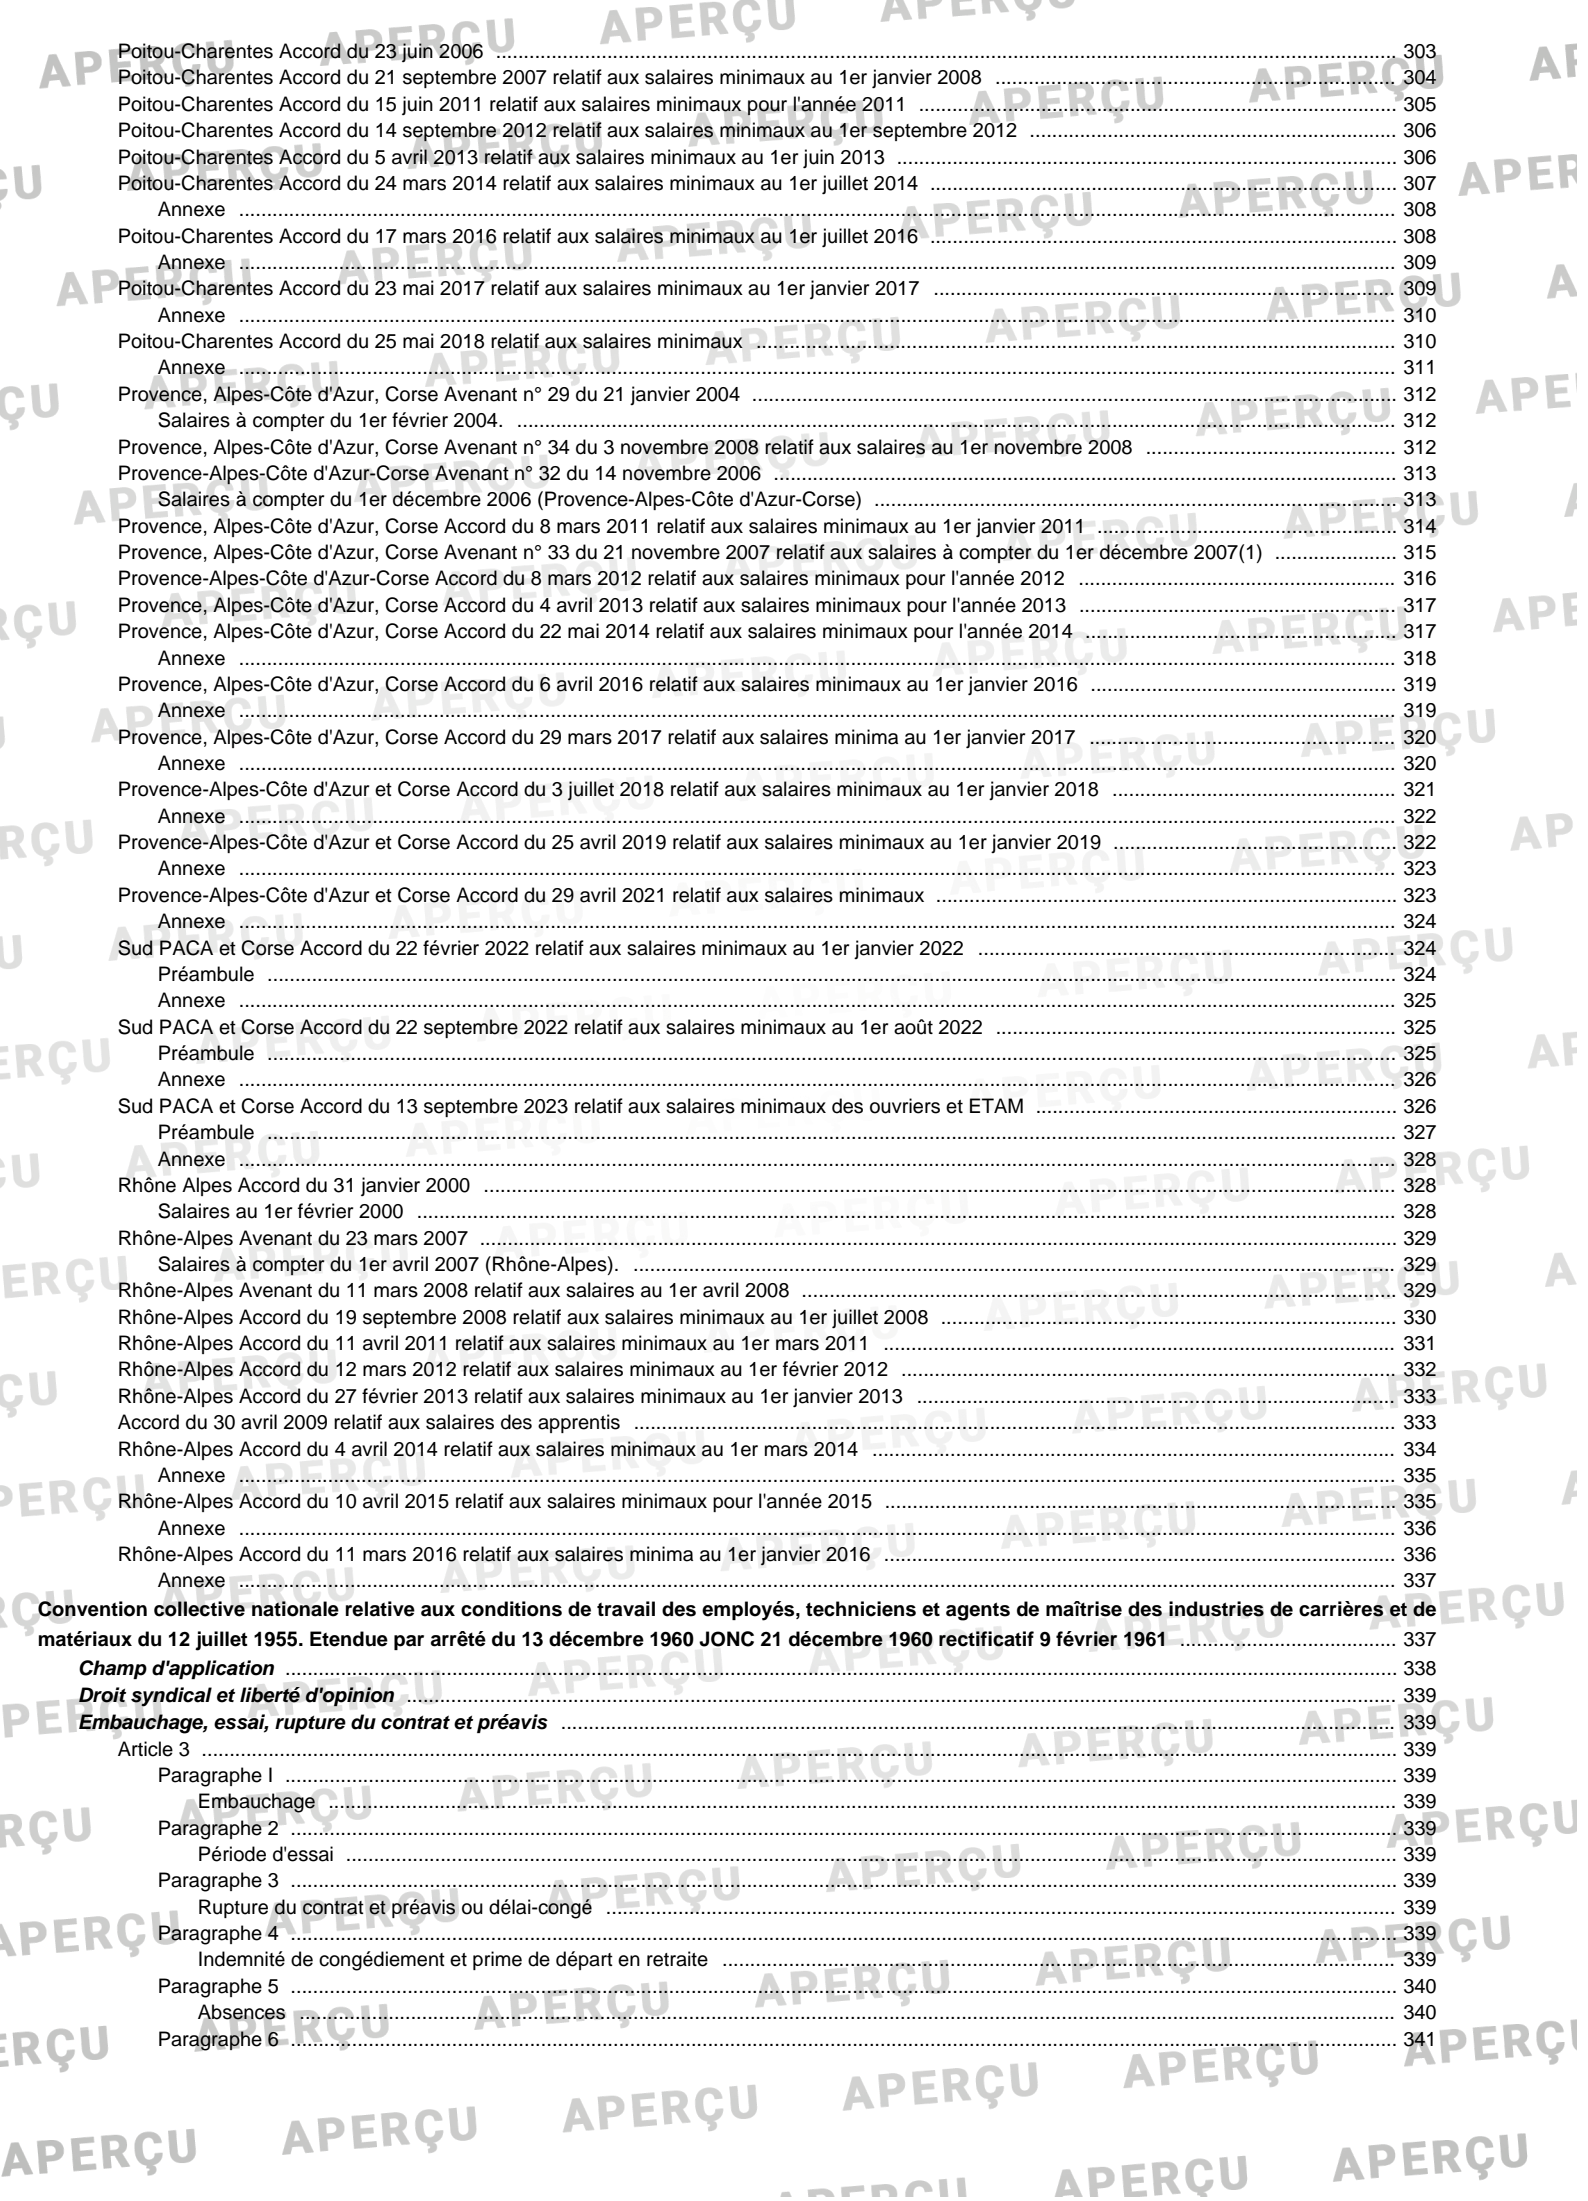 Poitou-Charentes Accord du 23 juin 2006 ................ 303
Poitou-Charentes Accord du 21 septembre 2007 relatif aux salaires minimaux au 1er janvier 2008 ................ 304
Poitou-Charentes Accord du 15 juin 2011 relatif aux salaires minimaux pour l'année 2011 ................ 305
Poitou-Charentes Accord du 14 septembre 2012 relatif aux salaires minimaux au 1er septembre 2012 ................ 306
Poitou-Charentes Accord du 5 avril 2013 relatif aux salaires minimaux au 1er juin 2013 ................ 306
Poitou-Charentes Accord du 24 mars 2014 relatif aux salaires minimaux au 1er juillet 2014 ................ 307
Annexe ................ 308
Poitou-Charentes Accord du 17 mars 2016 relatif aux salaires minimaux au 1er juillet 2016 ................ 308
Annexe ................ 309
Poitou-Charentes Accord du 23 mai 2017 relatif aux salaires minimaux au 1er janvier 2017 ................ 309
Annexe ................ 310
Poitou-Charentes Accord du 25 mai 2018 relatif aux salaires minimaux ................ 310
Annexe ................ 311
Provence, Alpes-Côte d'Azur, Corse Avenant n° 29 du 21 janvier 2004 ................ 312
Salaires à compter du 1er février 2004. ................ 312
Provence, Alpes-Côte d'Azur, Corse Avenant n° 34 du 3 novembre 2008 relatif aux salaires au 1er novembre 2008 ................ 312
Provence-Alpes-Côte d'Azur-Corse Avenant n° 32 du 14 novembre 2006 ................ 313
Salaires à compter du 1er décembre 2006 (Provence-Alpes-Côte d'Azur-Corse) ................ 313
Provence, Alpes-Côte d'Azur, Corse Accord du 8 mars 2011 relatif aux salaires minimaux au 1er janvier 2011 ................ 314
Provence, Alpes-Côte d'Azur, Corse Avenant n° 33 du 21 novembre 2007 relatif aux salaires à compter du 1er décembre 2007(1) ................ 315
Provence-Alpes-Côte d'Azur-Corse Accord du 8 mars 2012 relatif aux salaires minimaux pour l'année 2012 ................ 316
Provence, Alpes-Côte d'Azur, Corse Accord du 4 avril 2013 relatif aux salaires minimaux pour l'année 2013 ................ 317
Provence, Alpes-Côte d'Azur, Corse Accord du 22 mai 2014 relatif aux salaires minimaux pour l'année 2014 ................ 317
Annexe ................ 318
Provence, Alpes-Côte d'Azur, Corse Accord du 6 avril 2016 relatif aux salaires minimaux au 1er janvier 2016 ................ 319
Annexe ................ 319
Provence, Alpes-Côte d'Azur, Corse Accord du 29 mars 2017 relatif aux salaires minima au 1er janvier 2017 ................ 320
Annexe ................ 320
Provence-Alpes-Côte d'Azur et Corse Accord du 3 juillet 2018 relatif aux salaires minimaux au 1er janvier 2018 ................ 321
Annexe ................ 322
Provence-Alpes-Côte d'Azur et Corse Accord du 25 avril 2019 relatif aux salaires minimaux au 1er janvier 2019 ................ 322
Annexe ................ 323
Provence-Alpes-Côte d'Azur et Corse Accord du 29 avril 2021 relatif aux salaires minimaux ................ 323
Annexe ................ 324
Sud PACA et Corse Accord du 22 février 2022 relatif aux salaires minimaux au 1er janvier 2022 ................ 324
Préambule ................ 324
Annexe ................ 325
Sud PACA et Corse Accord du 22 septembre 2022 relatif aux salaires minimaux au 1er août 2022 ................ 325
Préambule ................ 325
Annexe ................ 326
Sud PACA et Corse Accord du 13 septembre 2023 relatif aux salaires minimaux des ouvriers et ETAM ................ 326
Préambule ................ 327
Annexe ................ 328
Rhône Alpes Accord du 31 janvier 2000 ................ 328
Salaires au 1er février 2000 ................ 328
Rhône-Alpes Avenant du 23 mars 2007 ................ 329
Salaires à compter du 1er avril 2007 (Rhône-Alpes). ................ 329
Rhône-Alpes Avenant du 11 mars 2008 relatif aux salaires au 1er avril 2008 ................ 329
Rhône-Alpes Accord du 19 septembre 2008 relatif aux salaires minimaux au 1er juillet 2008 ................ 330
Rhône-Alpes Accord du 11 avril 2011 relatif aux salaires minimaux au 1er mars 2011 ................ 331
Rhône-Alpes Accord du 12 mars 2012 relatif aux salaires minimaux au 1er février 2012 ................ 332
Rhône-Alpes Accord du 27 février 2013 relatif aux salaires minimaux au 1er janvier 2013 ................ 333
Accord du 30 avril 2009 relatif aux salaires des apprentis ................ 333
Rhône-Alpes Accord du 4 avril 2014 relatif aux salaires minimaux au 1er mars 2014 ................ 334
Annexe ................ 335
Rhône-Alpes Accord du 10 avril 2015 relatif aux salaires minimaux pour l'année 2015 ................ 335
Annexe ................ 336
Rhône-Alpes Accord du 11 mars 2016 relatif aux salaires minima au 1er janvier 2016 ................ 336
Annexe ................ 337
Convention collective nationale relative aux conditions de travail des employés, techniciens et agents de maîtrise des industries de carrières et de
matériaux du 12 juillet 1955. Etendue par arrêté du 13 décembre 1960 JONC 21 décembre 1960 rectificatif 9 février 1961 ................ 337
Champ d'application ................ 338
Droit syndical et liberté d'opinion ................ 339
Embauchage, essai, rupture du contrat et préavis ................ 339
Article 3 ................ 339
Paragraphe I ................ 339
Embauchage ................ 339
Paragraphe 2 ................ 339
Période d'essai ................ 339
Paragraphe 3 ................ 339
Rupture du contrat et préavis ou délai-congé ................ 339
Paragraphe 4 ................ 339
Indemnité de congédiement et prime de départ en retraite ................ 339
Paragraphe 5 ................ 340
Absences ................ 340
Paragraphe 6 ................ 341
APERÇU